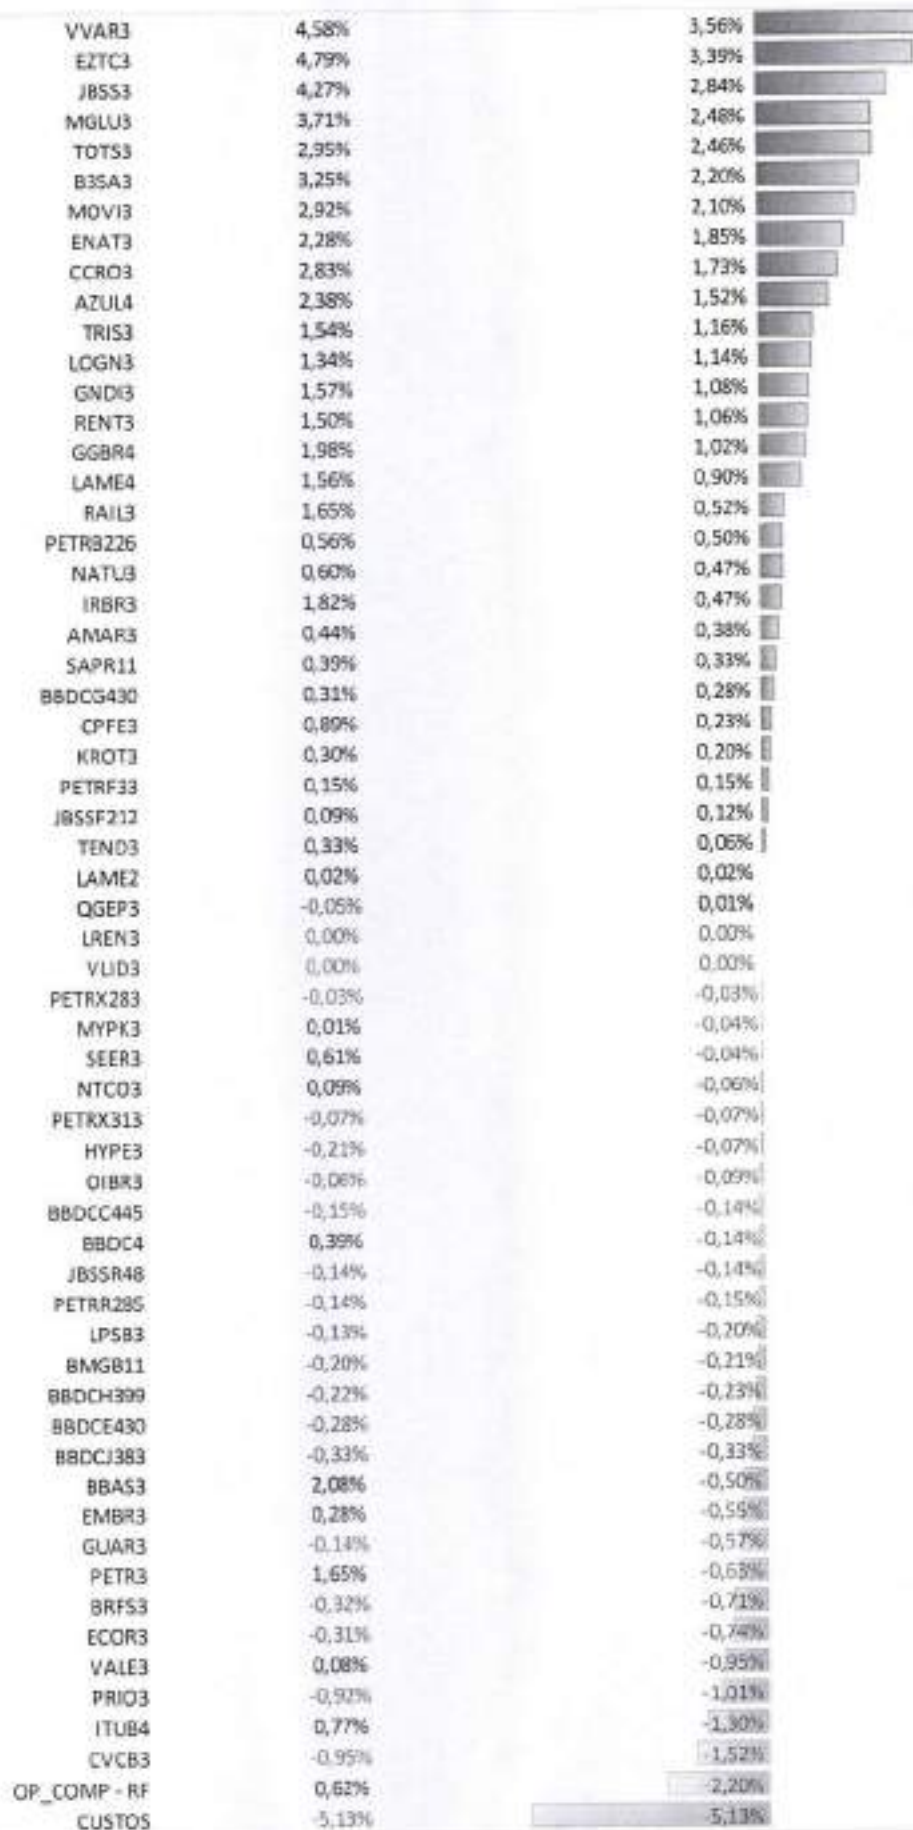 VVAR3 4,58% 3,56%
EZTC3 4,79% 3,39%
JBSS3 4,27% 2,84%
MGLU3 3,71% 2,48%
TOTS3 2,95% 2,46%
B3SA3 3,25% 2,20%
MOVI3 2,92% 2,10%
ENAT3 2,28% 1,85%
CCRO3 2,83% 1,73%
AZUL4 2,38% 1,52%
TRIS3 1,54% 1,16%
LOGN3 1,34% 1,14%
GNDI3 1,57% 1,08%
RENT3 1,50% 1,06%
GGBR4 1,98% 1,02%
LAME4 1,56% 0,90%
RAIL3 1,65% 0,52%
PETRB226 0,56% 0,50%
NATU3 0,60% 0,47%
IRBR3 1,82% 0,47%
AMAR3 0,44% 0,38%
SAPR11 0,39% 0,33%
BBDCG430 0,31% 0,28%
CPFE3 0,89% 0,23%
KROT3 0,30% 0,20%
PETRF33 0,15% 0,15%
JBSSF212 0,09% 0,12%
TEND3 0,33% 0,06%
LAME2 0,02% 0,02%
QGEP3 -0,05% 0,01%
LREN3 0,00% 0,00%
VLID3 0,00% 0,00%
PETRX283 -0,03% -0,03%
MYPK3 0,01% -0,04%
SEER3 0,61% -0,04%
NTCO3 0,09% -0,06%
PETRX313 -0,07% -0,07%
HYPE3 -0,21% -0,07%
OIBR3 -0,06% -0,09%
BBDCC445 -0,15% -0,14%
BBDC4 0,39% -0,14%
JBSSR48 -0,14% -0,14%
PETRR285 -0,14% -0,15%
LPSB3 -0,13% -0,20%
BMGB11 -0,20% -0,21%
BBDCH399 -0,22% -0,23%
BBDCE430 -0,28% -0,28%
BBDCJ383 -0,33% -0,33%
BBAS3 2,08% -0,50%
EMBR3 0,28% -0,55%
GUAR3 -0,14% -0,57%
PETR3 1,65% -0,63%
BRFS3 -0,32% -0,71%
ECOR3 -0,31% -0,74%
VALE3 0,08% -0,95%
PRIO3 -0,92% -1,01%
ITUB4 0,77% -1,30%
CVCB3 -0,95% -1,52%
OP_COMP - RF 0,62% -2,20%
CUSTOS -5,13% -5,13%